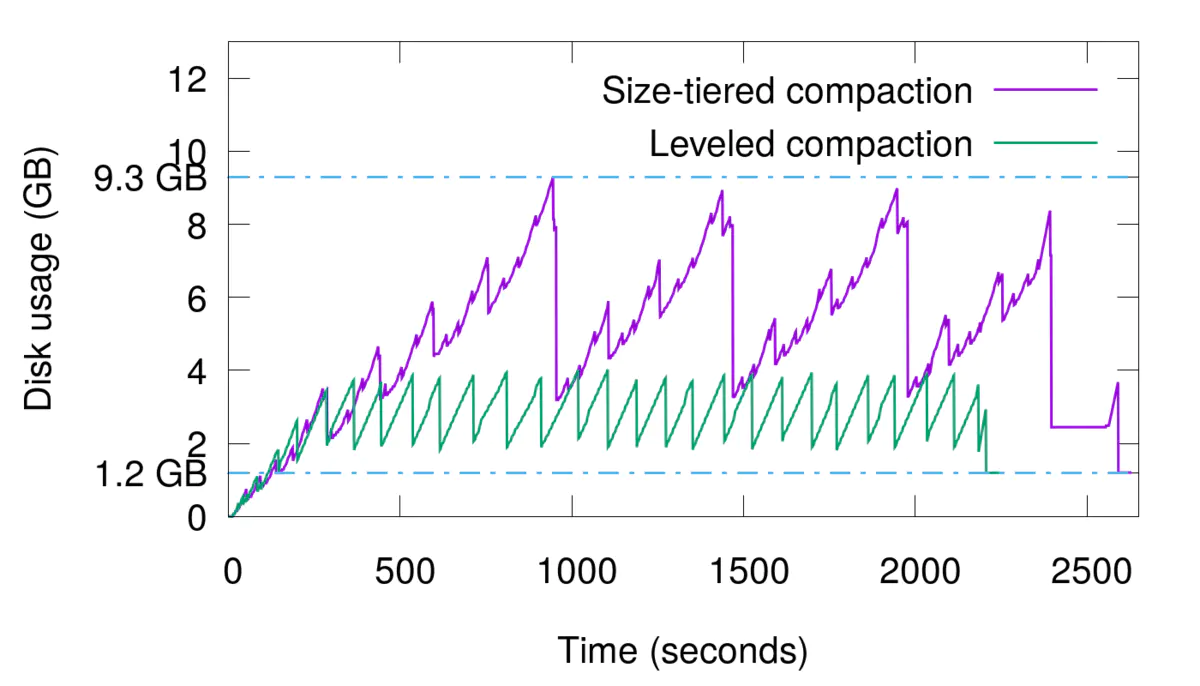 Disk usage (GB)
12
10
9.3 GB
8
6
4
2
1.2 GB
0
Size-tiered compaction
Leveled compaction
0 500 1000 1500 2000 2500
Time (seconds)